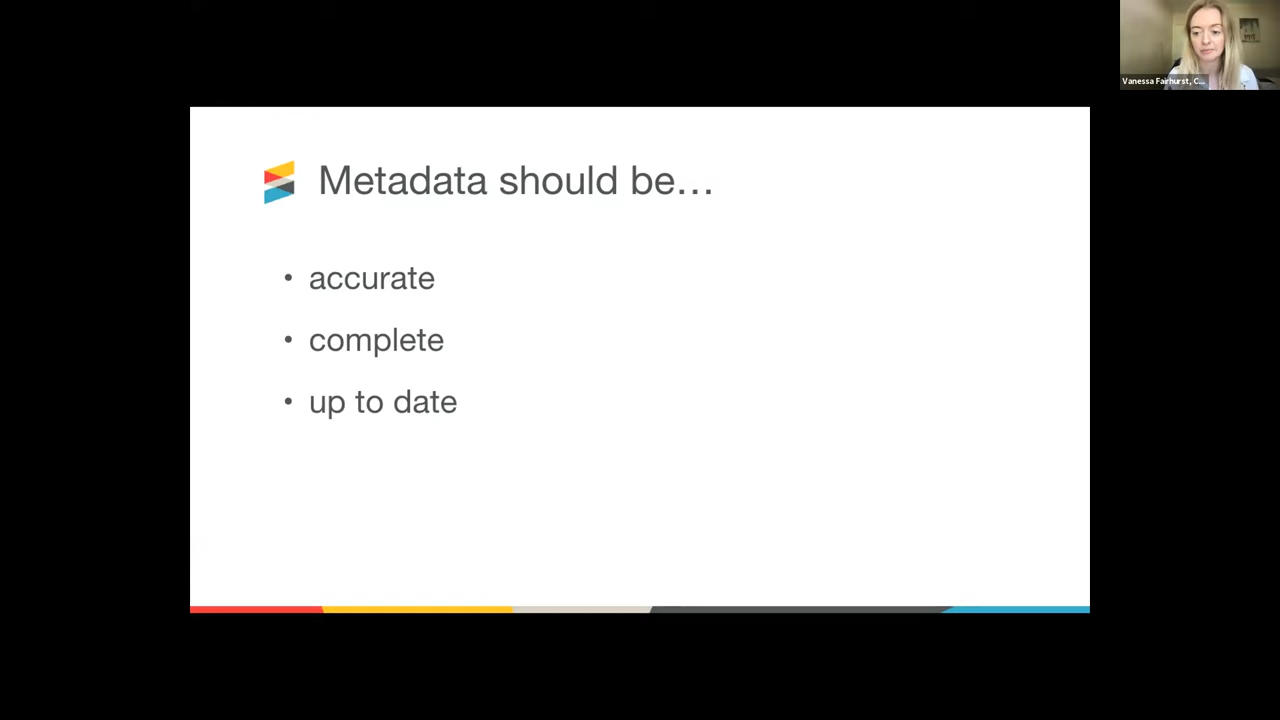 Vanessa Fairhurst, C...
Metadata should be…
• accurate
• complete
• up to date